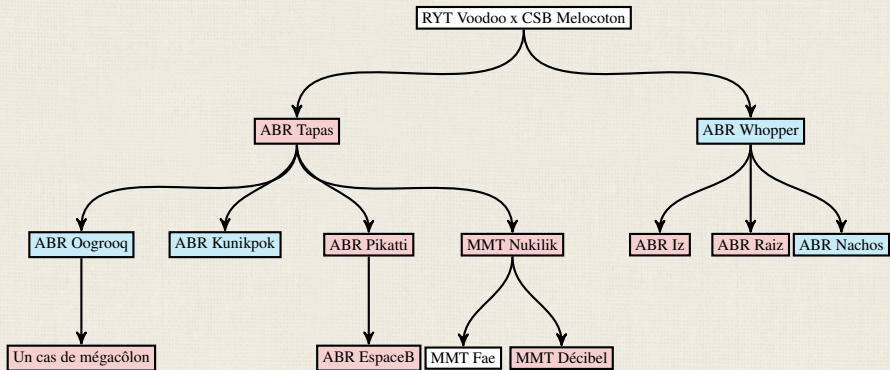 RYT Voodoo x CSB Melocoton
ABR Tapas
ABR Whopper
ABR Oogrooq
ABR Kunikpok
ABR Pikatti
MMT Nukilik
ABR Iz
ABR Raiz
ABR Nachos
Un cas de mégacôlon
ABR EspaceB
MMT Fae
MMT Décibel